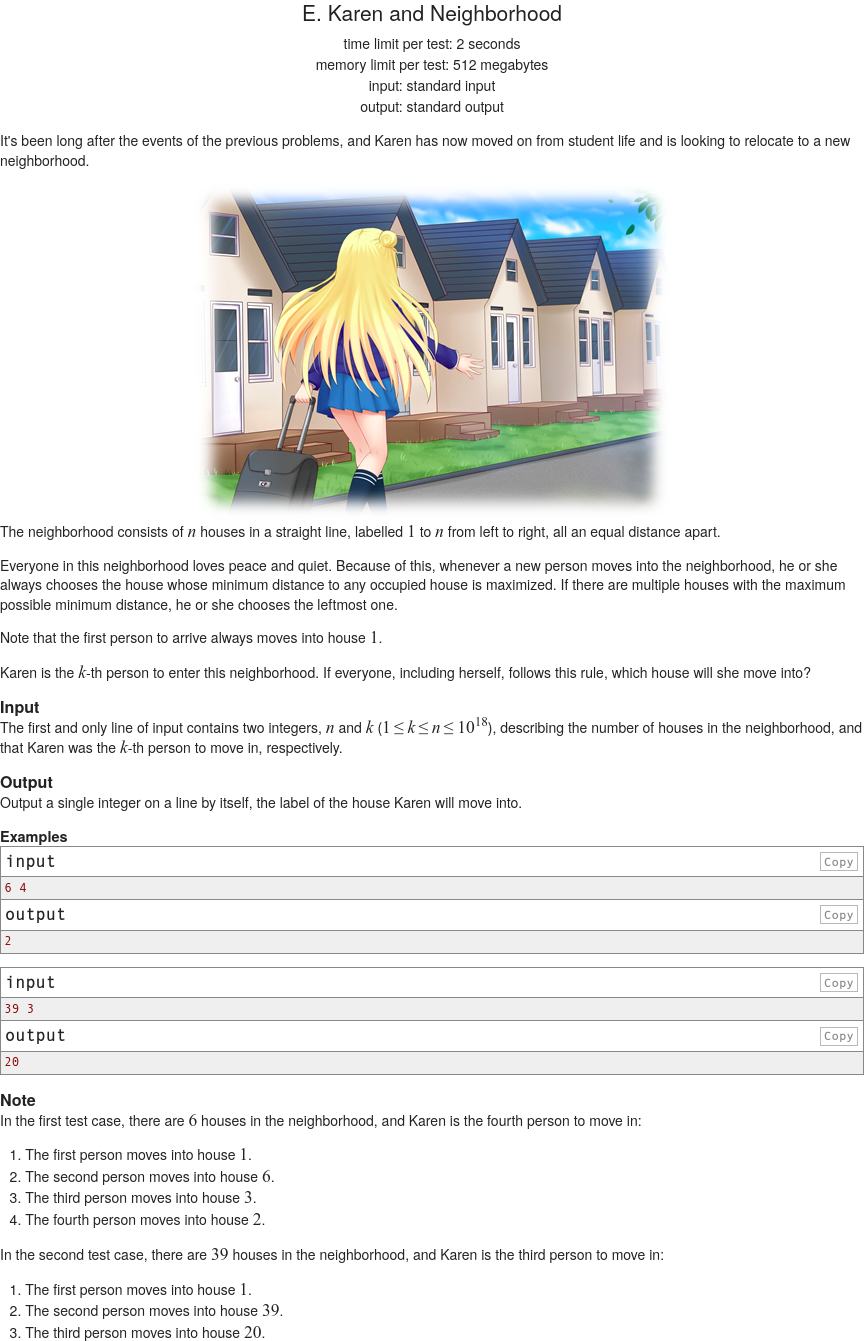 E. Karen and Neighborhood
time limit per test: 2 seconds
memory limit per test: 512 megabytes
input: standard input
output: standard output
It's been long after the events of the previous problems, and Karen has now moved on from student life and is looking to relocate to a new
neighborhood.
The neighborhood consists of n houses in a straight line, labelled 1 to n from left to right, all an equal distance apart.
Everyone in this neighborhood loves peace and quiet. Because of this, whenever a new person moves into the neighborhood, he or she
always chooses the house whose minimum distance to any occupied house is maximized. If there are multiple houses with the maximum
possible minimum distance, he or she chooses the leftmost one.
Note that the first person to arrive always moves into house 1.
Karen is the k-th person to enter this neighborhood. If everyone, including herself, follows this rule, which house will she move into?
Input
The first and only line of input contains two integers, n and k (1 ≤ k ≤ n ≤ 10^18), describing the number of houses in the neighborhood, and
that Karen was the k-th person to move in, respectively.
Output
Output a single integer on a line by itself, the label of the house Karen will move into.
Examples
input Copy
6 4
output Copy
2
input Copy
39 3
output Copy
20
Note
In the first test case, there are 6 houses in the neighborhood, and Karen is the fourth person to move in:
1. The first person moves into house 1.
2. The second person moves into house 6.
3. The third person moves into house 3.
4. The fourth person moves into house 2.
In the second test case, there are 39 houses in the neighborhood, and Karen is the third person to move in:
1. The first person moves into house 1.
2. The second person moves into house 39.
3. The third person moves into house 20.